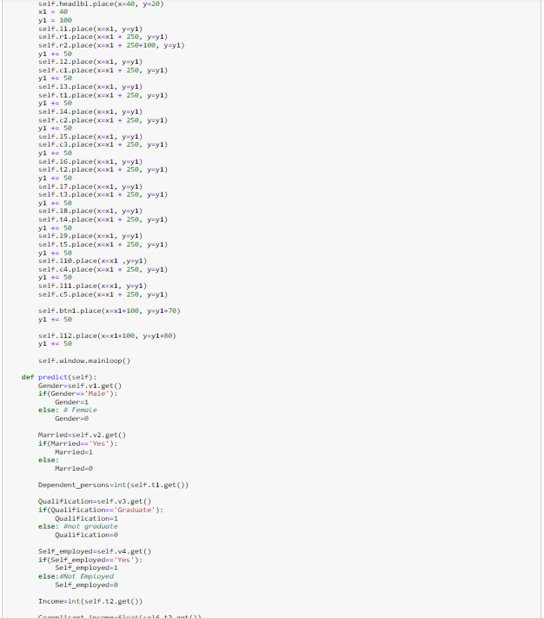 self.headlbl.place(x=40, y=20)
x1 = 40
y1 = 100
self.l1.place(x=x1, y=y1)
self.r1.place(x=x1 + 250, y=y1)
self.r2.place(x=x1 + 250+100, y=y1)
y1 += 50
self.l2.place(x=x1, y=y1)
self.c1.place(x=x1 + 250, y=y1)
y1 += 50
self.l3.place(x=x1, y=y1)
self.t1.place(x=x1 + 250, y=y1)
y1 += 50
self.l4.place(x=x1, y=y1)
self.c2.place(x=x1 + 250, y=y1)
y1 += 50
self.l5.place(x=x1, y=y1)
self.c3.place(x=x1 + 250, y=y1)
y1 += 50
self.l6.place(x=x1, y=y1)
self.t2.place(x=x1 + 250, y=y1)
y1 += 50
self.l7.place(x=x1, y=y1)
self.t3.place(x=x1 + 250, y=y1)
y1 += 50
self.l8.place(x=x1, y=y1)
self.t4.place(x=x1 + 250, y=y1)
y1 += 50
self.l9.place(x=x1, y=y1)
self.t5.place(x=x1 + 250, y=y1)
y1 += 50
self.l10.place(x=x1 ,y=y1)
self.c4.place(x=x1 + 250, y=y1)
y1 += 50
self.l11.place(x=x1, y=y1)
self.c5.place(x=x1 + 250, y=y1)
self.btn1.place(x=x1+100, y=y1+70)
y1 += 50
self.l12.place(x=x1+100, y=y1+80)
y1 += 50
self.window.mainloop()
def predict(self):
Gender=self.v1.get()
if(Gender=='Male'):
Gender=1
else: # Female
Gender=0
Married=self.v2.get()
if(Married=='Yes'):
Married=1
else:
Married=0
Dependent_persons=int(self.t1.get())
Qualification=self.v3.get()
if(Qualification=='Graduate'):
Qualification=1
else: #not graduate
Qualification=0
Self_employed=self.v4.get()
if(Self_employed=='Yes'):
Self_employed=1
else:#Not Employed
Self_employed=0
Income=int(self.t2.get())
Coapplicant_income=float(self.t3.get())